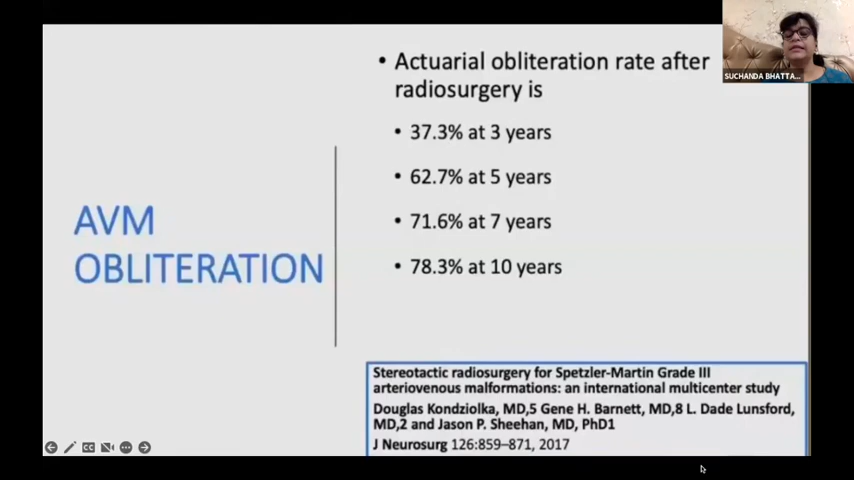 • Actuarial obliteration rate after
radiosurgery is
• 37.3% at 3 years
• 62.7% at 5 years
• 71.6% at 7 years
• 78.3% at 10 years
AVM
OBLITERATION
Stereotactic radiosurgery for Spetzler-Martin Grade III
arteriovenous malformations: an international multicenter study
Douglas Kondziolka, MD,5 Gene H. Barnett, MD,8 L. Dade Lunsford,
MD,2 and Jason P. Sheehan, MD, PhD1
J Neurosurg 126:859–871, 2017
SUCHANDA BHATTA...
CC